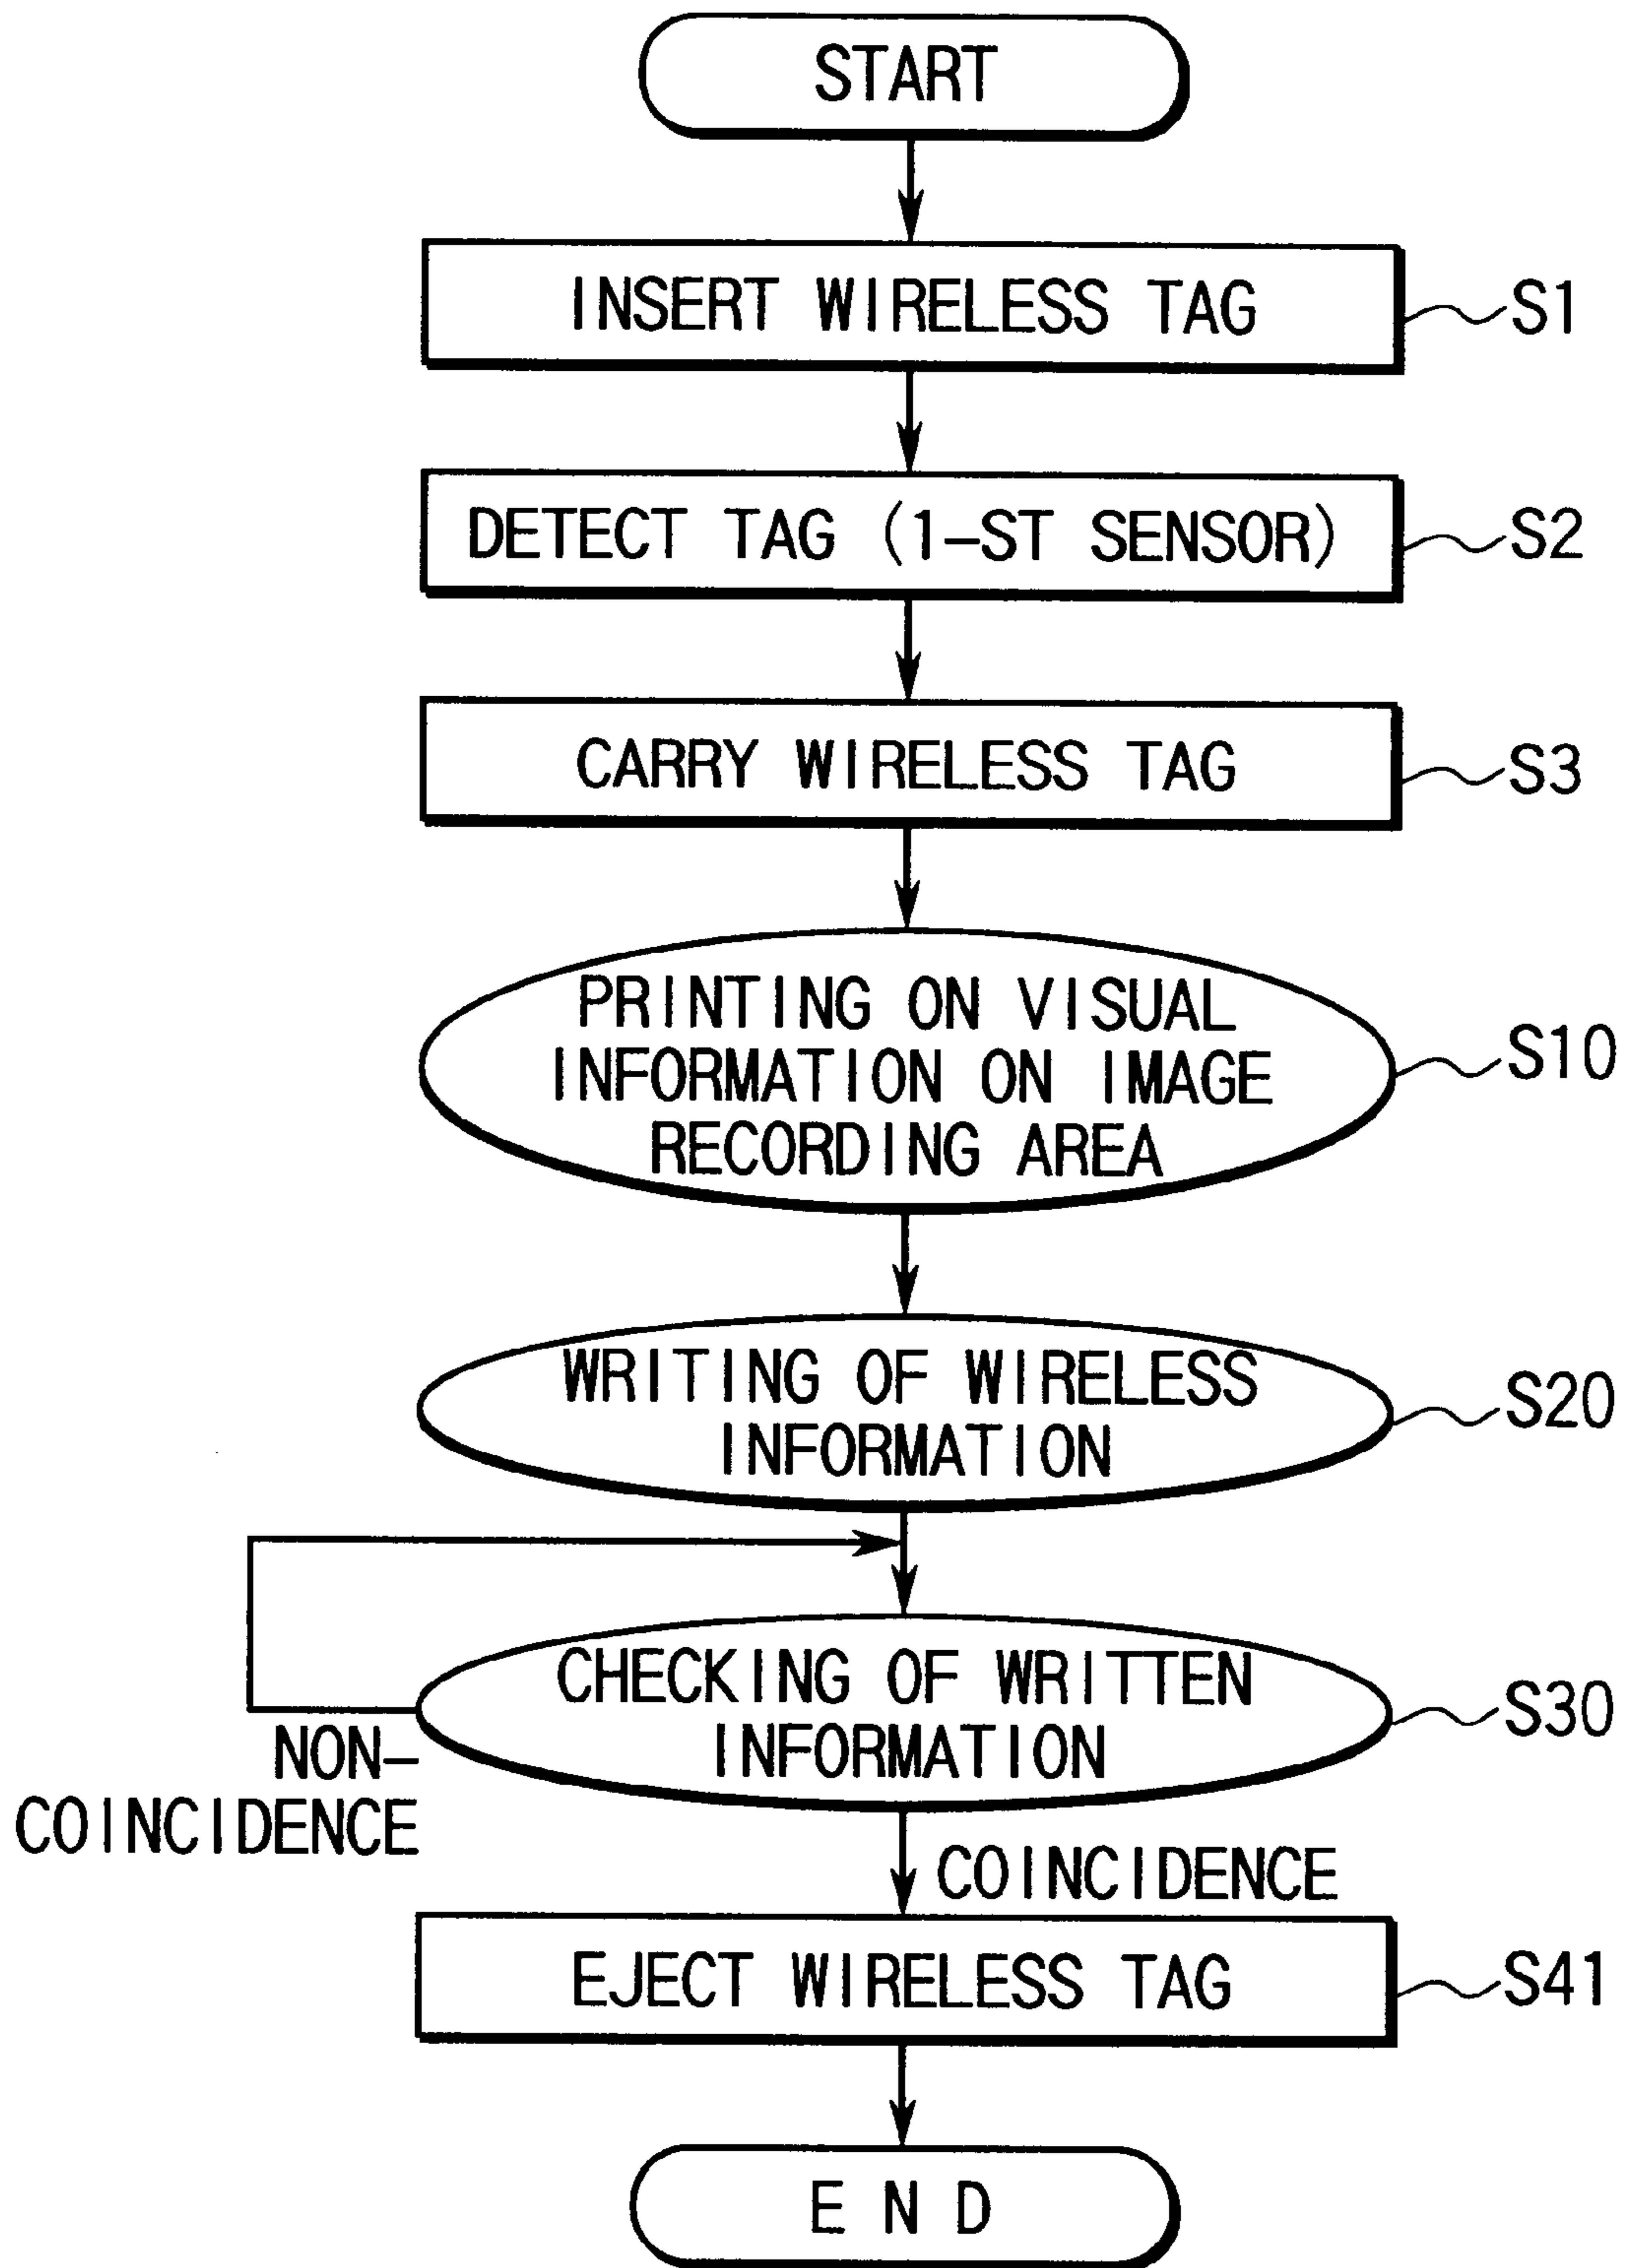 START
INSERT WIRELESS TAG
S1
DETECT TAG (1-ST SENSOR)
S2
CARRY WIRELESS TAG
S3
PRINTING ON VISUAL
INFORMATION ON IMAGE
RECORDING AREA
S10
WRITING OF WIRELESS
INFORMATION
S20
CHECKING OF WRITTEN
INFORMATION
S30
NON-
COINCIDENCE
COINCIDENCE
EJECT WIRELESS TAG
S41
END